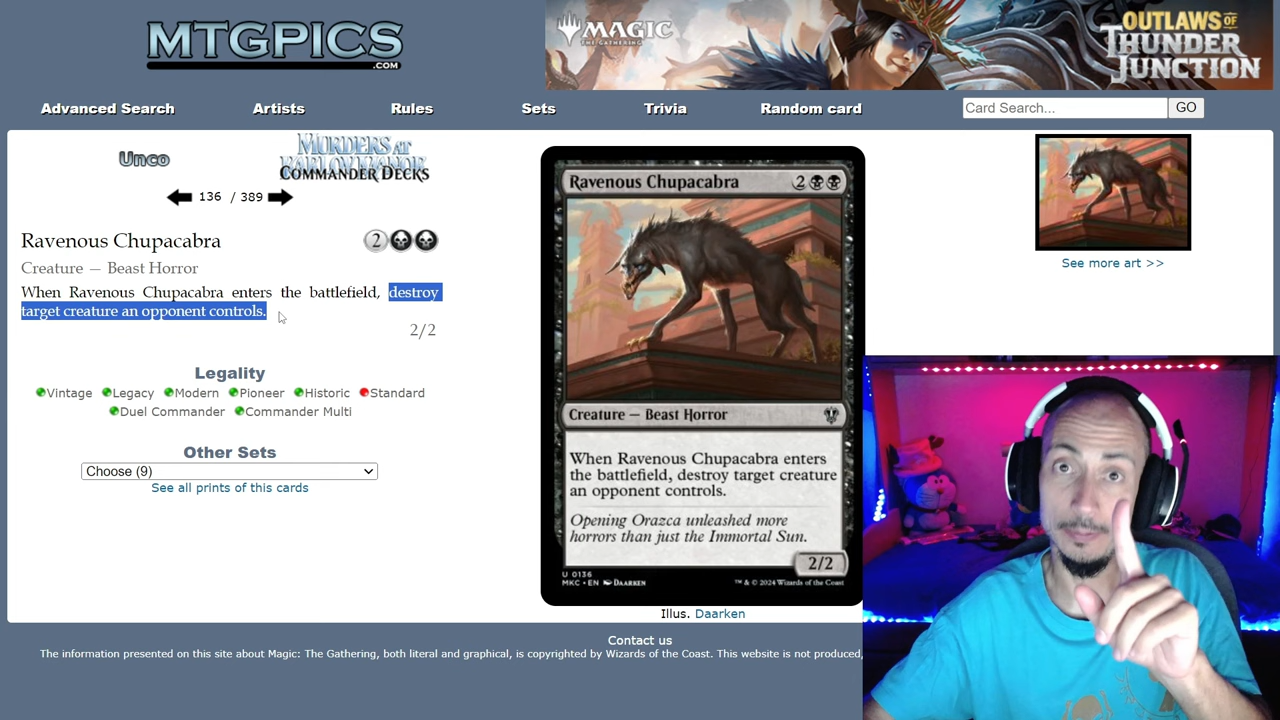 MTGPICS
.COM
MAGIC
THE GATHERING
OUTLAWS OF
THUNDER
JUNCTION
Advanced Search
Artists
Rules
Sets
Trivia
Random card
Card Search...
GO
Unco
MURDERS AT
KARLOV MANOR
COMMANDER DECKS
136 / 389
Ravenous Chupacabra
2
Creature — Beast Horror
When Ravenous Chupacabra enters the battlefield, destroy
target creature an opponent controls.
2/2
Legality
Vintage Legacy Modern Pioneer Historic Standard
Duel Commander Commander Multi
Other Sets
Choose (9)
See all prints of this cards
Ravenous Chupacabra
2
Creature — Beast Horror
When Ravenous Chupacabra enters
the battlefield, destroy target creature
an opponent controls.
Opening Orazca unleashed more
horrors than just the Immortal Sun.
2/2
U 0136
MKC • EN DAARKEN
™ & © 2024 Wizards of the Coast
Illus. Daarken
See more art >>
Contact us
The information presented on this site about Magic: The Gathering, both literal and graphical, is copyrighted by Wizards of the Coast. This website is not produced,